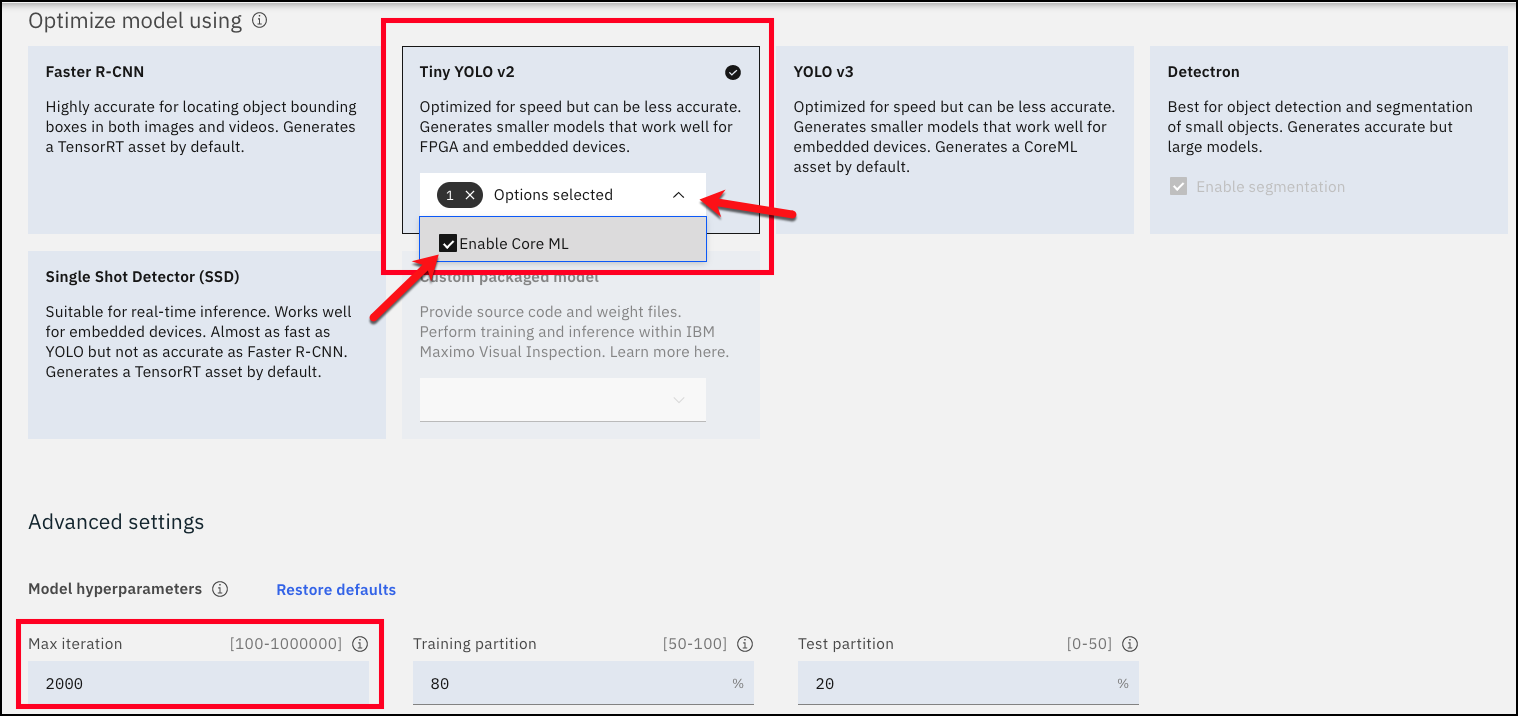 Optimize model using
Faster R-CNN
Highly accurate for locating object bounding
boxes in both images and videos. Generates
a TensorRT asset by default.
Tiny YOLO v2
Optimized for speed but can be less accurate.
Generates smaller models that work well for
FPGA and embedded devices.
1 × Options selected
Enable Core ML
YOLO v3
Optimized for speed but can be less accurate.
Generates smaller models that work well for
embedded devices. Generates a CoreML
asset by default.
Detectron
Best for object detection and segmentation
of small objects. Generates accurate but
large models.
Enable segmentation
Single Shot Detector (SSD)
Suitable for real-time inference. Works well
for embedded devices. Almost as fast as
YOLO but not as accurate as Faster R-CNN.
Generates a TensorRT asset by default.
Custom packaged model
Provide source code and weight files.
Perform training and inference within IBM
Maximo Visual Inspection. Learn more here.
Advanced settings
Model hyperparameters Restore defaults
Max iteration [100-1000000]
2000
Training partition [50-100]
80 %
Test partition [0-50]
20 %